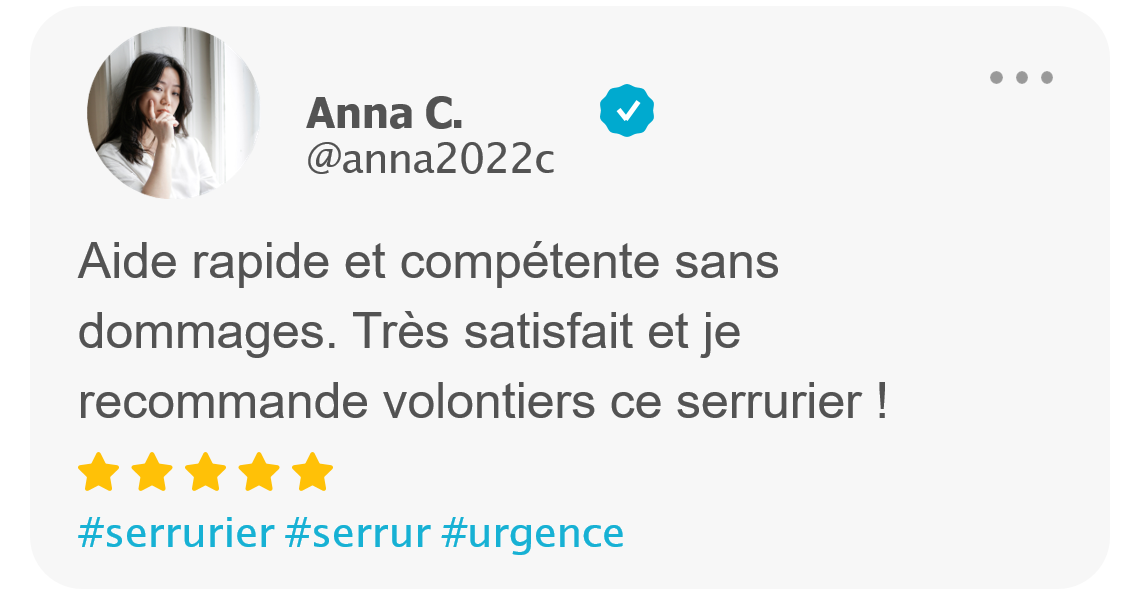 Anna C.
@anna2022c
Aide rapide et compétente sans
dommages. Très satisfait et je
recommande volontiers ce serrurier !
#serrurier #serrur #urgence